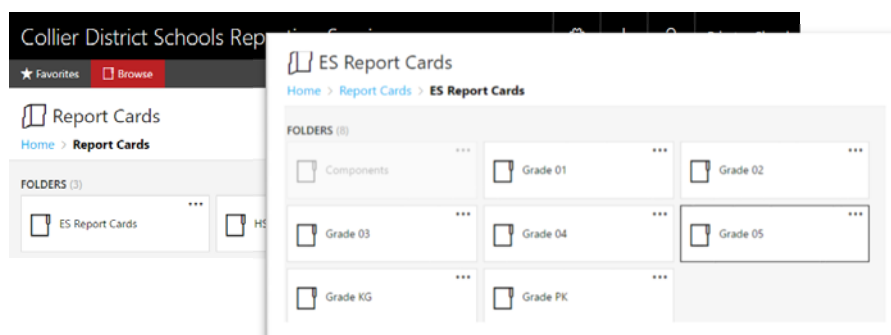 Collier District Schools Rep
★ Favorites Browse
Report Cards
Home > Report Cards
FOLDERS (3)
ES Report Cards
HS
ES Report Cards
Home > Report Cards > ES Report Cards
FOLDERS (8)
Components
Grade 01
Grade 02
Grade 03
Grade 04
Grade 05
Grade KG
Grade PK